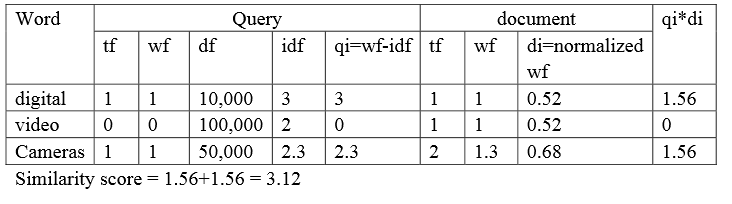 Word Query document qi*di
tf wf df idf qi=wf-idf tf wf di=normalized
wf
digital 1 1 10,000 3 3 1 1 0.52 1.56
video 0 0 100,000 2 0 1 1 0.52 0
Cameras 1 1 50,000 2.3 2.3 2 1.3 0.68 1.56
Similarity score = 1.56+1.56 = 3.12